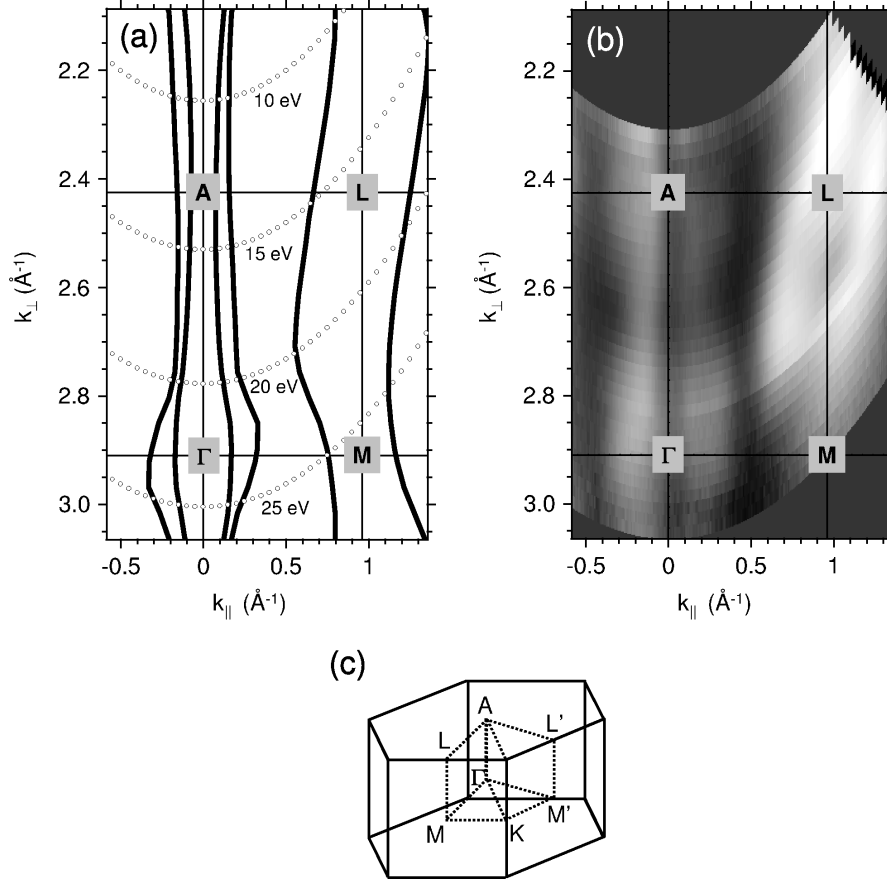 (a)
2.2
2.4
2.6
2.8
3.0
k⊥ (Å⁻¹)
10 eV
A
L
15 eV
20 eV
Γ
M
25 eV
-0.5
0
0.5
1
k|| (Å⁻¹)
(b)
2.2
2.4
2.6
2.8
3.0
k⊥ (Å⁻¹)
A
L
Γ
M
-0.5
0
0.5
1
k|| (Å⁻¹)
(c)
A
L
L'
Γ
M
K
M'